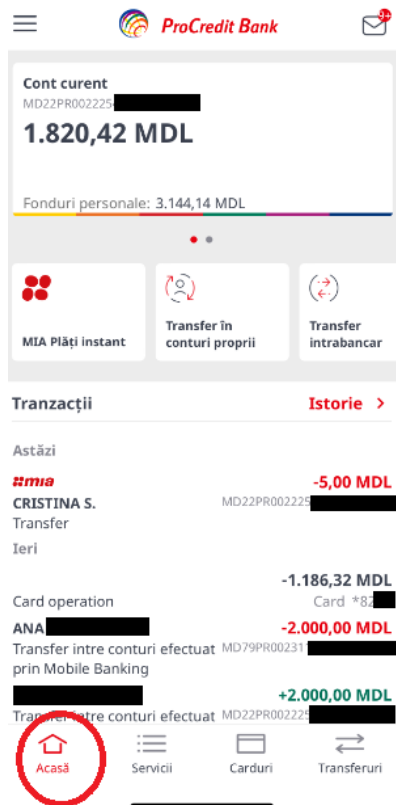 ProCredit Bank
9+
Cont curent
MD22PR002225
1.820,42 MDL
Fonduri personale: 3.144,14 MDL
MIA Plăți instant
Transfer în
conturi proprii
Transfer
intrabancar
Tranzacții Istorie
Astăzi
mia -5,00 MDL
CRISTINA S. MD22PR002225
Transfer
Ieri
-1.186,32 MDL
Card operation Card *82
ANA -2.000,00 MDL
Transfer intre conturi efectuat MD79PR002311
prin Mobile Banking
+2.000,00 MDL
Transfer intre conturi efectuat MD22PR002225
Acasă Servicii Carduri Transferuri